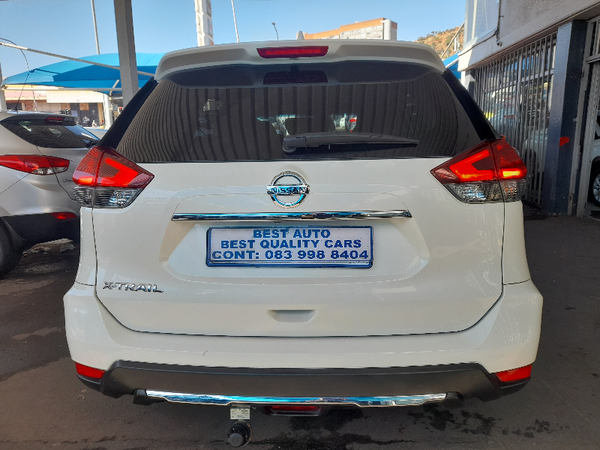 NISSAN
BEST AUTO
BEST QUALITY CARS
CONT: 083 998 8404
X-TRAIL